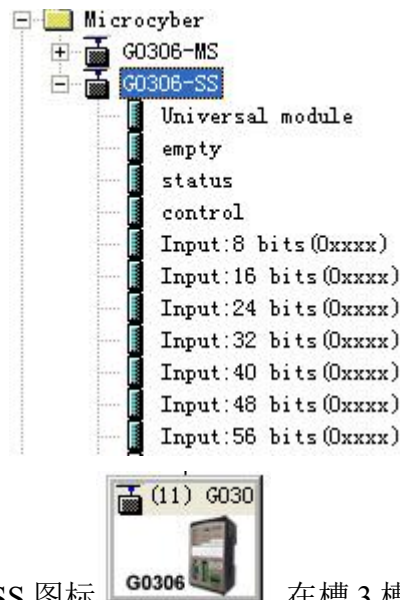 Microcyber
G0306-MS
G0306-SS
Universal module
empty
status
control
Input:8 bits(0xxxx)
Input:16 bits(0xxxx)
Input:24 bits(0xxxx)
Input:32 bits(0xxxx)
Input:40 bits(0xxxx)
Input:48 bits(0xxxx)
Input:56 bits(0xxxx)
(11) G030
G0306
SS 图标 在槽 3 槽